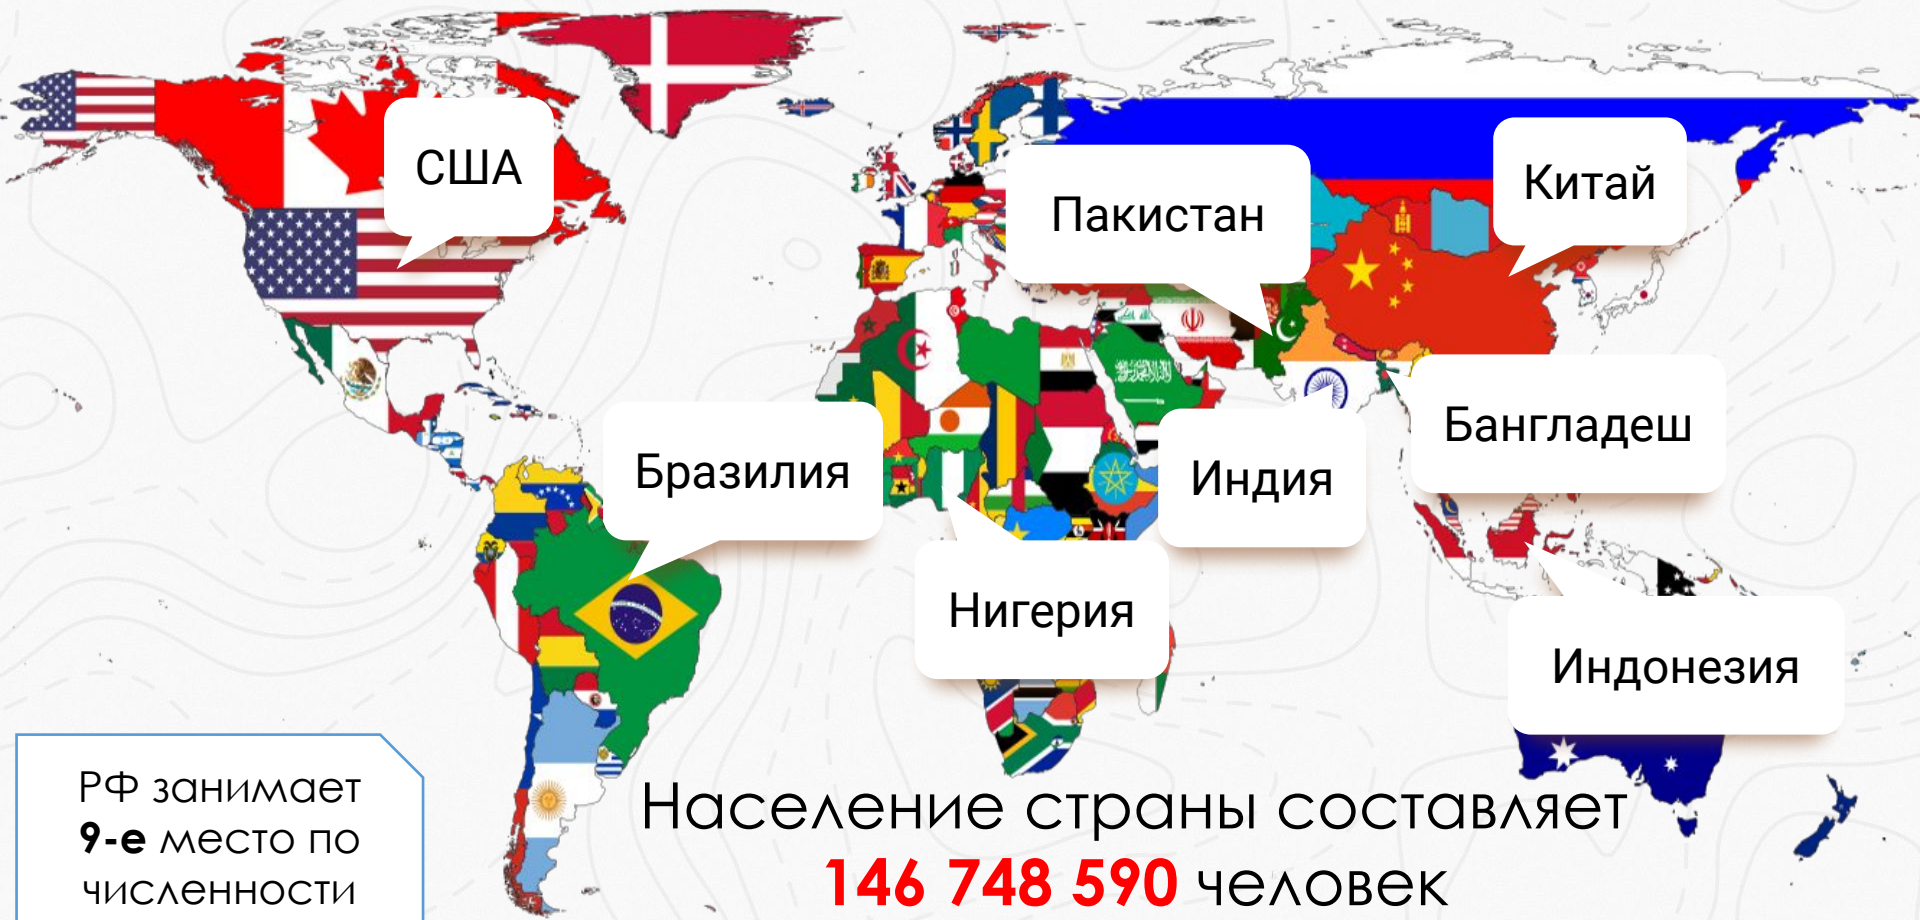 США
Китай
Пакистан
Бангладеш
Бразилия
Индия
Нигерия
Индонезия
РФ занимает
9-е место по
численности
Население страны составляет
146 748 590 человек